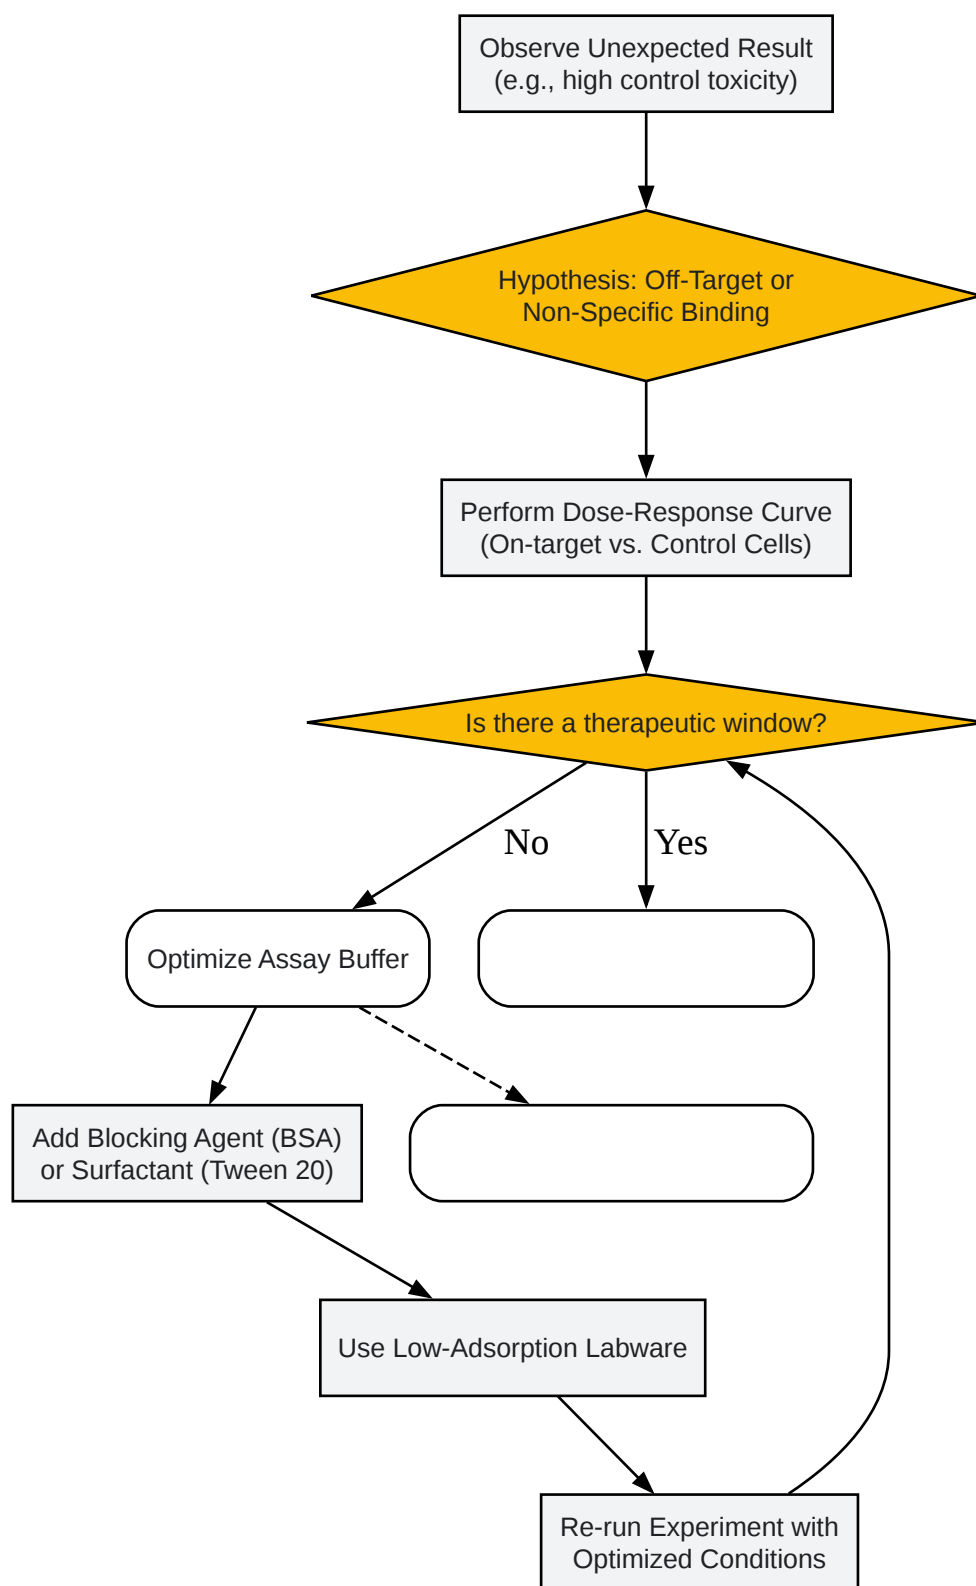 Observe Unexpected Result
(e.g., high control toxicity)
Hypothesis: Off-Target or
Non-Specific Binding
Perform Dose-Response Curve
(On-target vs. Control Cells)
Is there a therapeutic window?
No
Yes
Optimize Assay Buffer
Add Blocking Agent (BSA)
or Surfactant (Tween 20)
Use Low-Adsorption Labware
Re-run Experiment with
Optimized Conditions